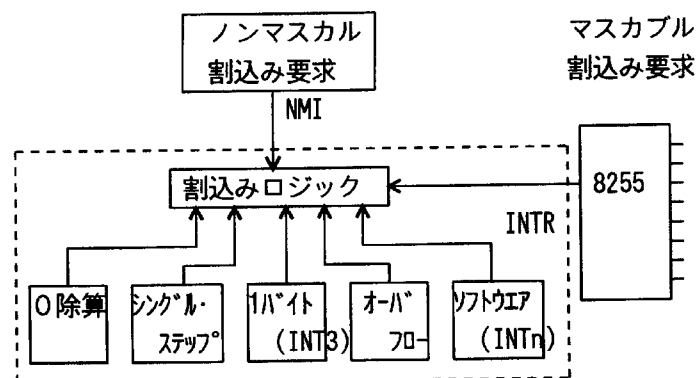 ノンマスカル
割込み要求
マスカブル
割込み要求
NMI
割込みロジック
8255
INTR
0除算
シングル・
ステップ
1バイト
(INT3)
オーバ
フロー
ソフトウエア
(INTn)